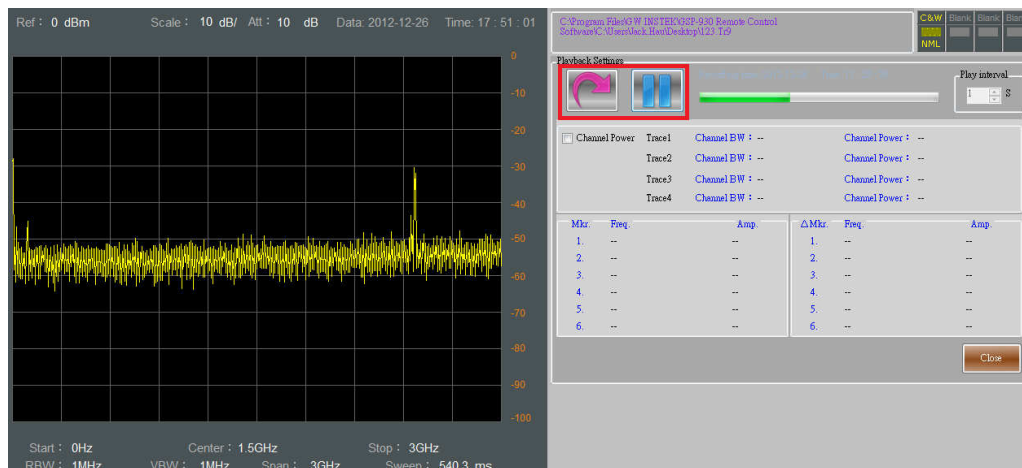 Ref : 0 dBm Scale : 10 dB/ Att : 10 dB Data: 2012-12-26 Time: 17 : 51 : 01
0
-10
-20
-30
-40
-50
-60
-70
-80
-90
-100
Start : 0Hz Center : 1.5GHz Stop : 3GHz
RBW : 1MHz VBW : 1MHz Span : 3GHz Sweep : 540.3 ms
C:\Program Files\GW INSTEK\GSP-930 Remote Control
Software\C:\Users\Jack.Hau\Desktop\123.Tr9
C&W Blank Blank Blan
NML
Playback Settings
Play interval
1 S
Channel Power Trace1 Channel BW : -- Channel Power : --
Trace2 Channel BW : -- Channel Power : --
Trace3 Channel BW : -- Channel Power : --
Trace4 Channel BW : -- Channel Power : --
Mkr. Freq. Amp. ΔMkr. Freq. Amp.
1. -- -- 1. -- --
2. -- -- 2. -- --
3. -- -- 3. -- --
4. -- -- 4. -- --
5. -- -- 5. -- --
6. -- -- 6. -- --
Close